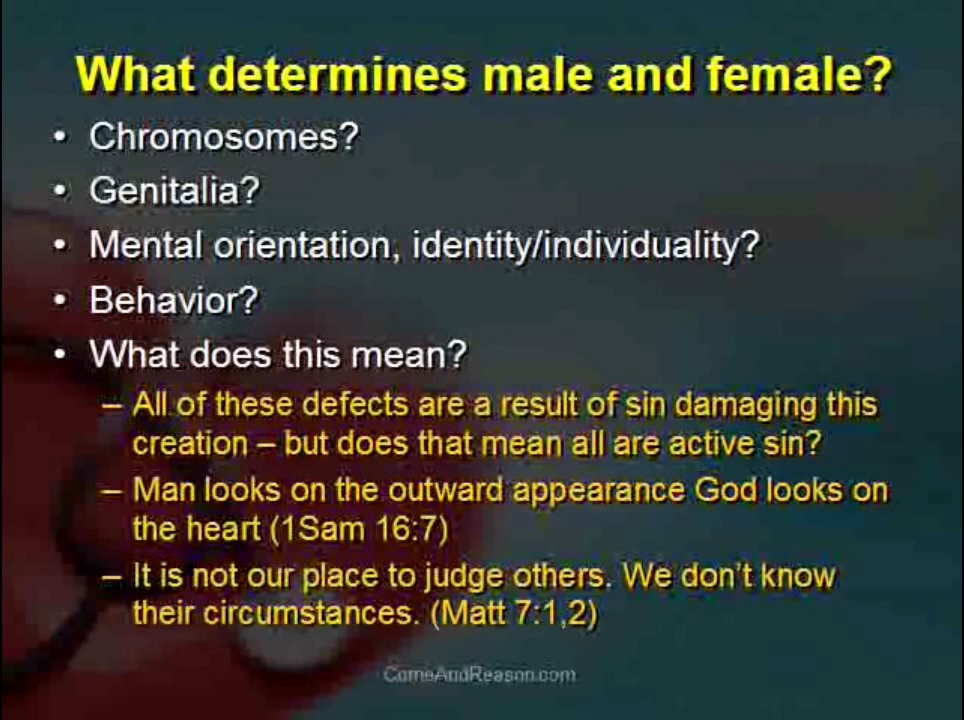 What determines male and female?
• Chromosomes?
• Genitalia?
• Mental orientation, identity/individuality?
• Behavior?
• What does this mean?
– All of these defects are a result of sin damaging this
creation – but does that mean all are active sin?
– Man looks on the outward appearance God looks on
the heart (1Sam 16:7)
– It is not our place to judge others. We don't know
their circumstances. (Matt 7:1,2)
ComeAndReason.com